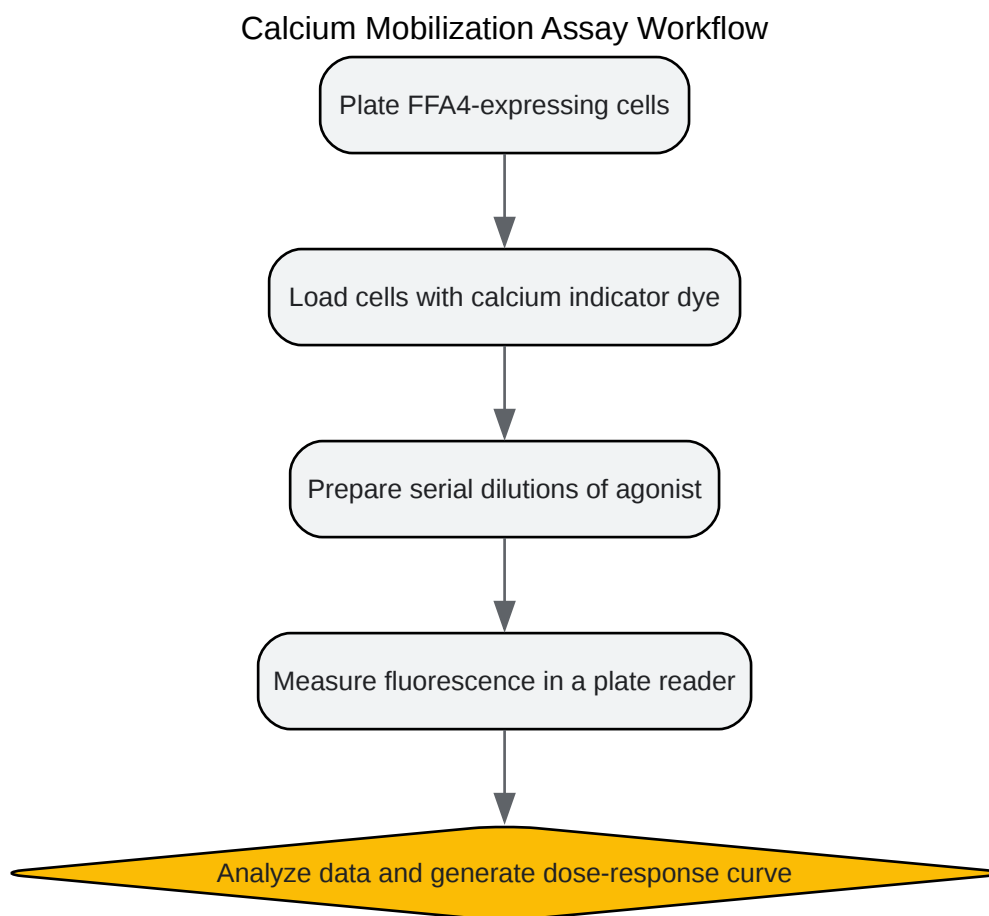 Calcium Mobilization Assay Workflow
Plate FFA4-expressing cells
Load cells with calcium indicator dye
Prepare serial dilutions of agonist
Measure fluorescence in a plate reader
Analyze data and generate dose-response curve